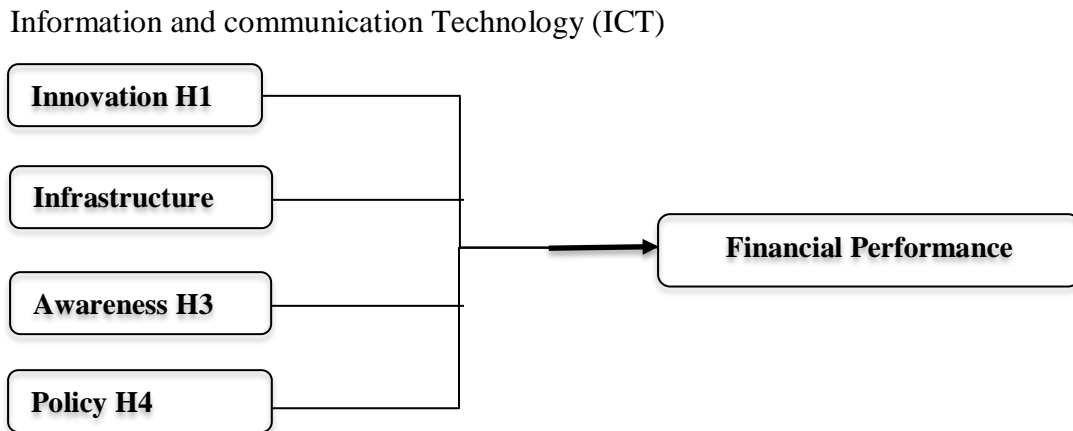 Information and communication Technology (ICT)
Innovation H1
Infrastructure
Financial Performance
Awareness H3
Policy H4